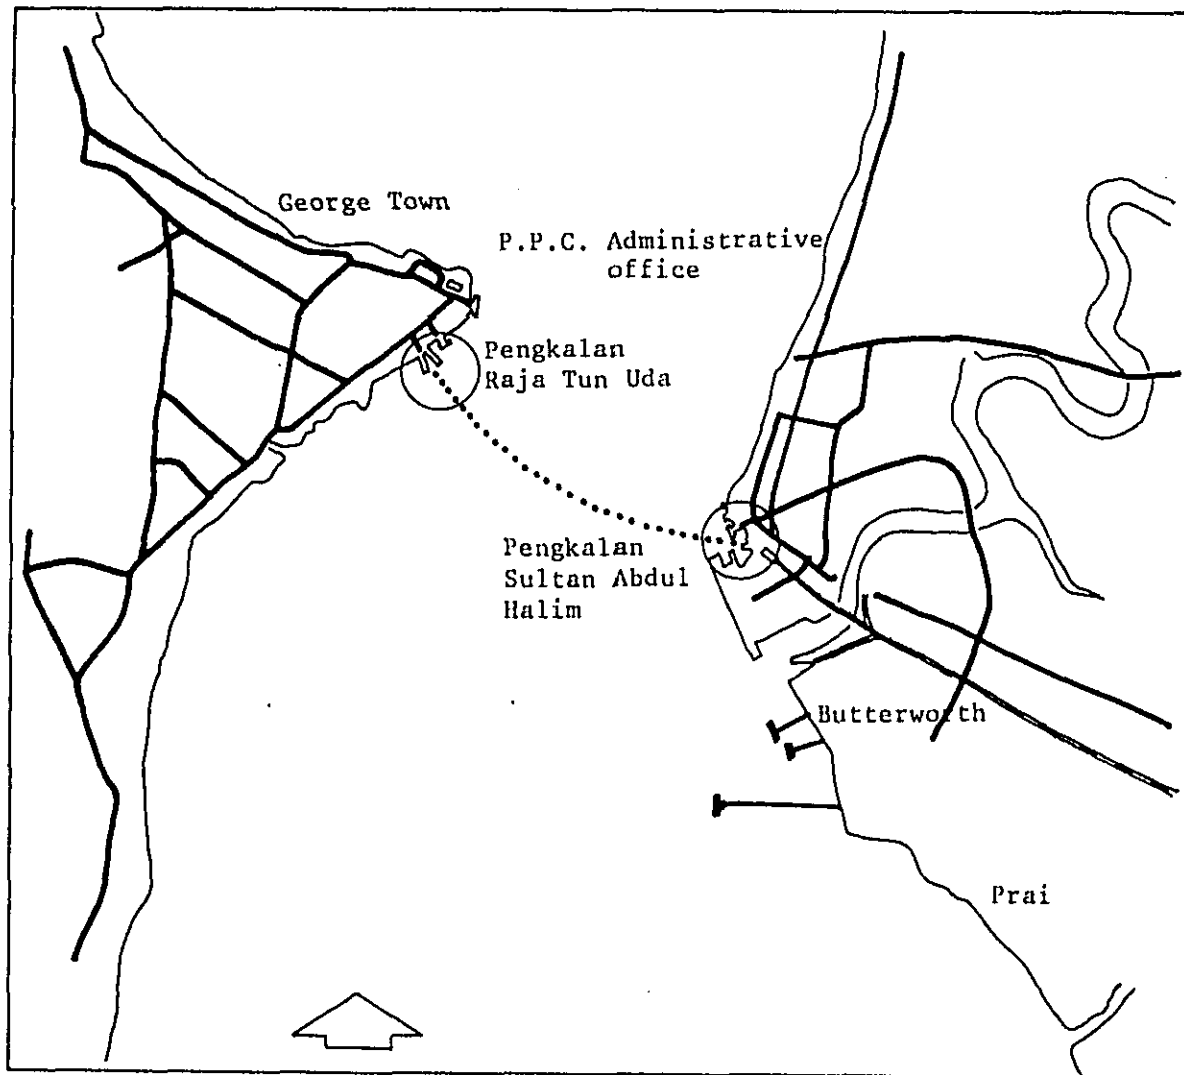 George Town
P.P.C. Administrative
office
Pengkalan
Raja Tun Uda
Pengkalan
Sultan Abdul
Halim
Butterworth
Prai